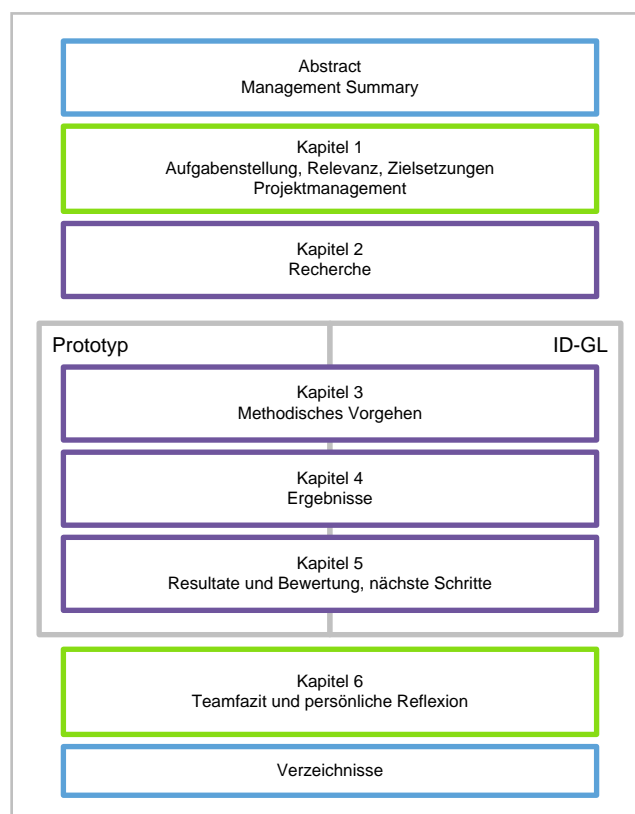 Abstract
Management Summary
Kapitel 1
Aufgabenstellung, Relevanz, Zielsetzungen
Projektmanagement
Kapitel 2
Recherche
Prototyp
ID-GL
Kapitel 3
Methodisches Vorgehen
Kapitel 4
Ergebnisse
Kapitel 5
Resultate und Bewertung, nächste Schritte
Kapitel 6
Teamfazit und persönliche Reflexion
Verzeichnisse